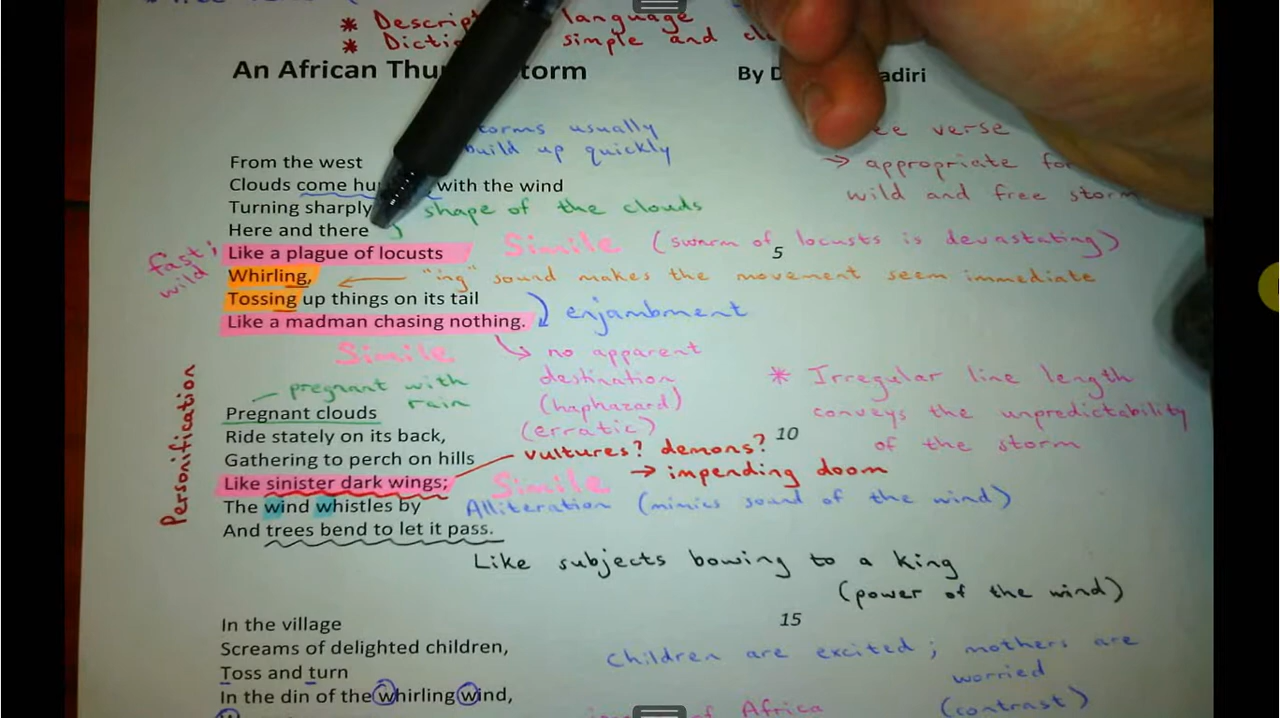 * Descript language
* Dictio simple and cle
An African Thu torm By D adiri
orms usually
build up quickly
ee verse
→ appropriate for
wild and free storm
From the west
Clouds come hu with the wind
Turning sharply
Here and there
shape of the clouds
fast;
wild
Like a plague of locusts
Simile (swarm of locusts is devastating)
5
Whirling,
"ing" sound makes the movement seem immediate
Tossing up things on its tail
Like a madman chasing nothing.
enjambment
Simile
no apparent
destination
(haphazard)
(erratic)
* Irregular line length
conveys the unpredictability
of the storm
Personification
pregnant with
rain
Pregnant clouds
Ride stately on its back,
10
Gathering to perch on hills
Like sinister dark wings;
vultures? demons?
→ impending doom
Simile
The wind whistles by
Alliteration (mimics sound of the wind)
And trees bend to let it pass.
Like subjects bowing to a king
(power of the wind)
In the village
15
Screams of delighted children,
Toss and turn
In the din of the whirling wind,
Children are excited; mothers are
worried
(contrast)
of Africa